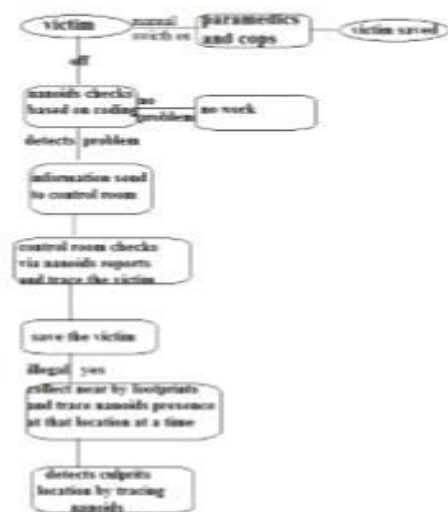 victim
manual
swicth on
paramedics
and cops
victim saved
off
nanoids checks
based on coding
no
problem
no work
detects problem
information send
to control room
control room checks
via nanoids reports
and trace the victim
save the victim
illegal yes
collect near by footprints
and trace nanoids presence
at that location at a time
detects culprits
location by tracing
nanoids